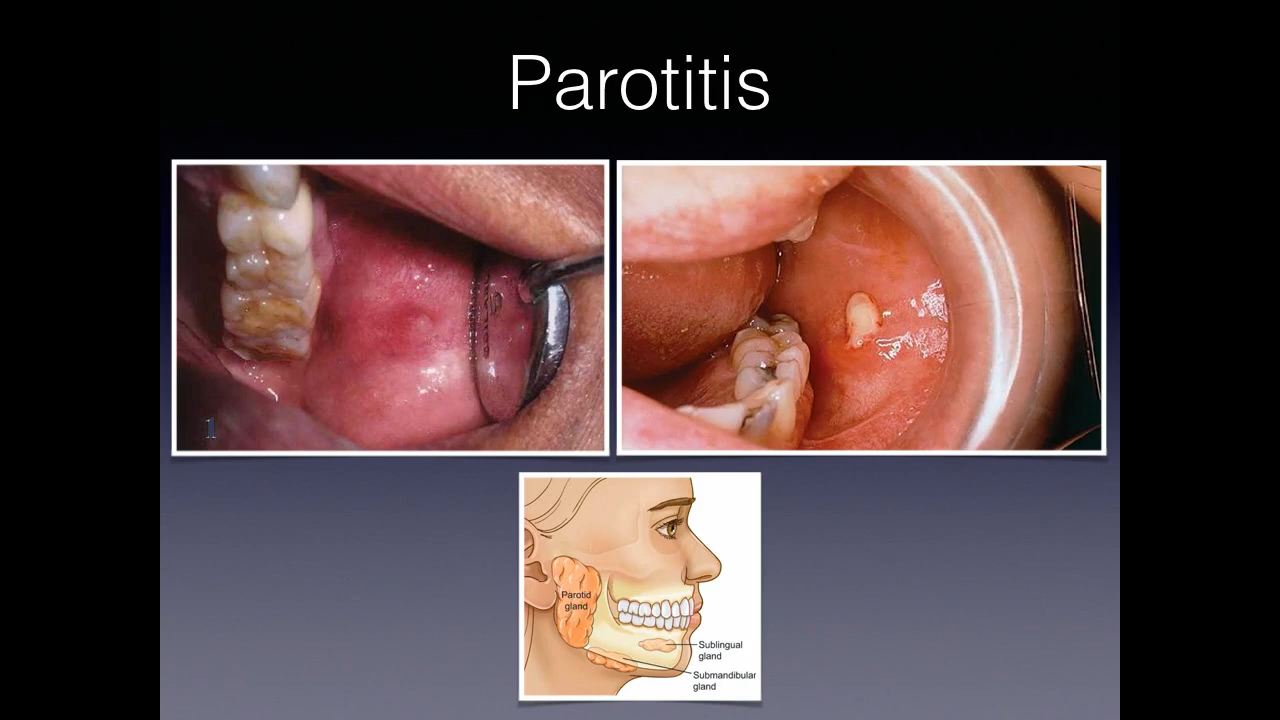 Parotitis
1
Parotid
gland
Sublingual
gland
Submandibular
gland